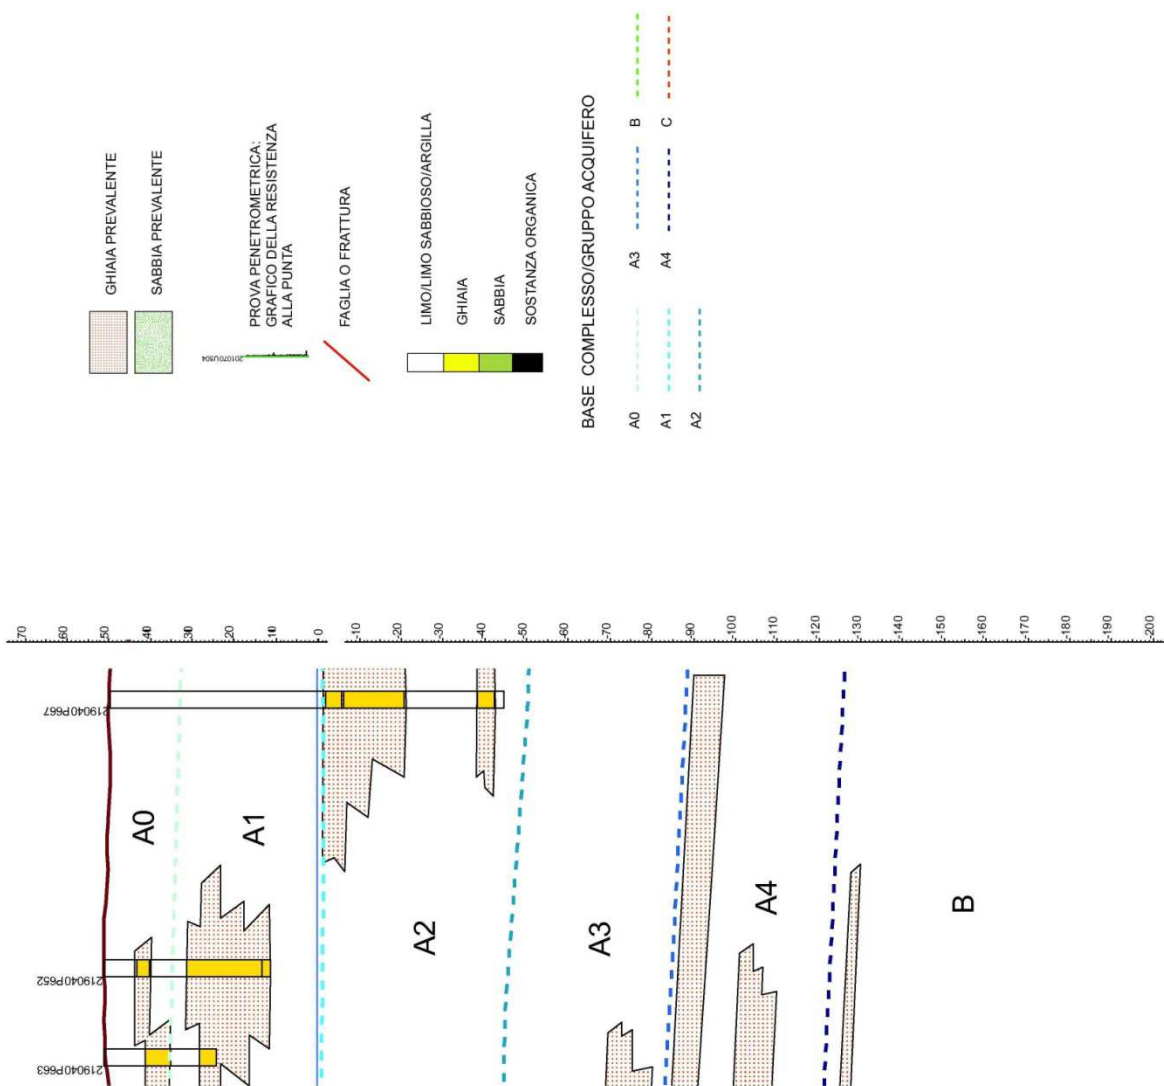 GHIAIA PREVALENTE
SABBIA PREVALENTE
PROVA PENETROMETRICA:
GRAFICO DELLA RESISTENZA
ALLA PUNTA
201070U504
FAGLIA O FRATTURA
LIMO/LIMO SABBIOSO/ARGILLA
GHIAIA
SABBIA
SOSTANZA ORGANICA
BASE COMPLESSO/GRUPPO ACQUIFERO
A0
A3
B
A1
A4
C
A2
70
60
50
40
30
20
10
0
-10
-20
-30
-40
-50
-60
-70
-80
-90
-100
-110
-120
-130
-140
-150
-160
-170
-180
-190
-200
219040P667
219040P652
219040P663
A0
A1
A2
A3
A4
B